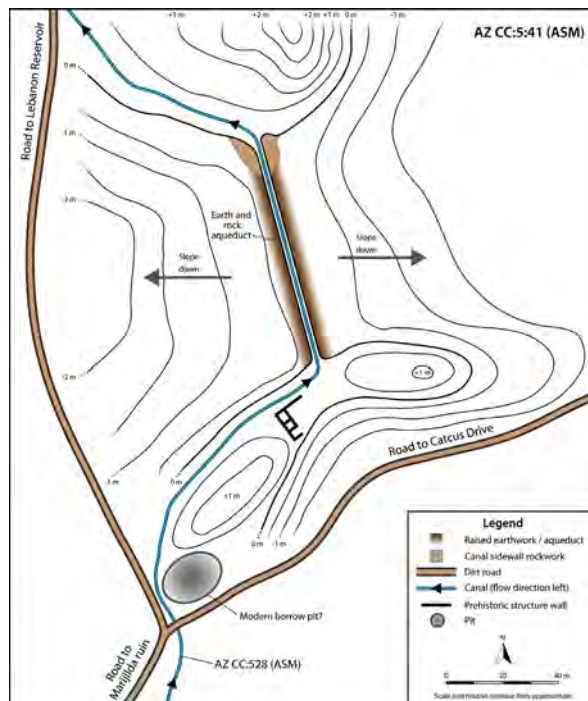 +3 m
+2 m
+2 m
+1 m
0 m
-1 m
AZ CC:5:41 (ASM)
Road to Lebanon Reservoir
0 m
-1 m
Earth and
rock
aqueduct
Slope
down
Slope
down
+1 m
Road to Catcus Drive
-1 m
0 m
+1 m
0 m
-1 m
Modern borrow pit?
Road to
Marijilda ruin
AZ CC:528 (ASM)
Legend
Raised earthwork / aqueduct
Canal sidewall rockwork
Dirt road
Canal (flow direction left)
Prehistoric structure wall
Pit
N
0
20
40 m